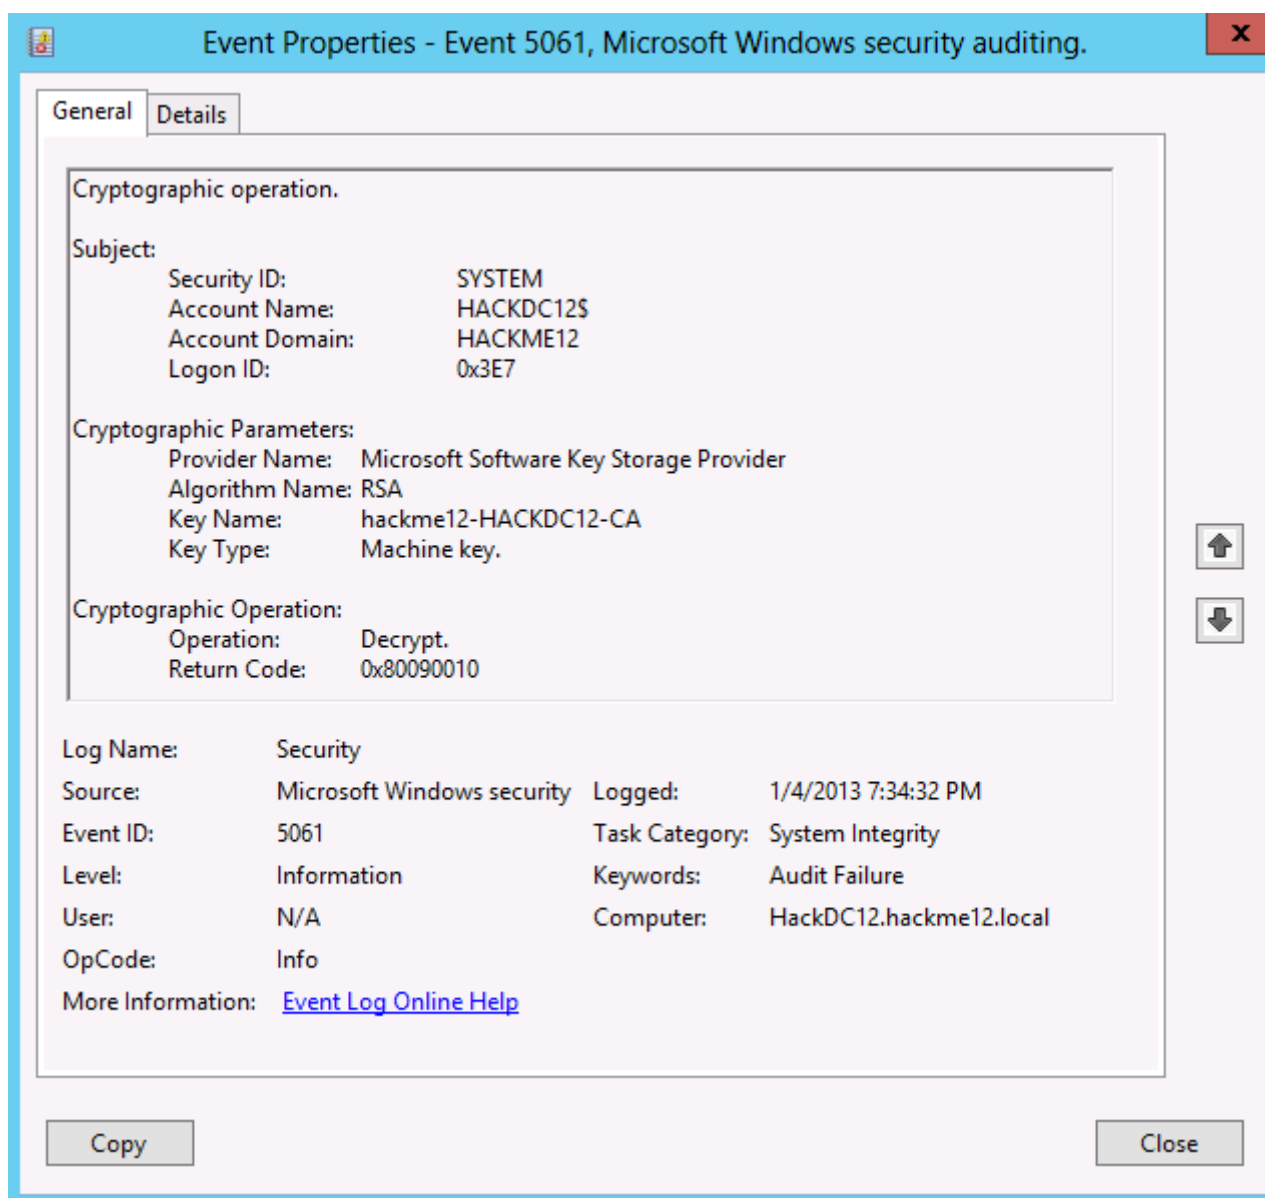 Event Properties - Event 5061, Microsoft Windows security auditing.
x
General Details
Cryptographic operation.
Subject:
Security ID: SYSTEM
Account Name: HACKDC12$
Account Domain: HACKME12
Logon ID: 0x3E7
Cryptographic Parameters:
Provider Name: Microsoft Software Key Storage Provider
Algorithm Name: RSA
Key Name: hackme12-HACKDC12-CA
Key Type: Machine key.
Cryptographic Operation:
Operation: Decrypt.
Return Code: 0x80090010
Log Name: Security
Source: Microsoft Windows security Logged: 1/4/2013 7:34:32 PM
Event ID: 5061 Task Category: System Integrity
Level: Information Keywords: Audit Failure
User: N/A Computer: HackDC12.hackme12.local
OpCode: Info
More Information: Event Log Online Help
Copy Close